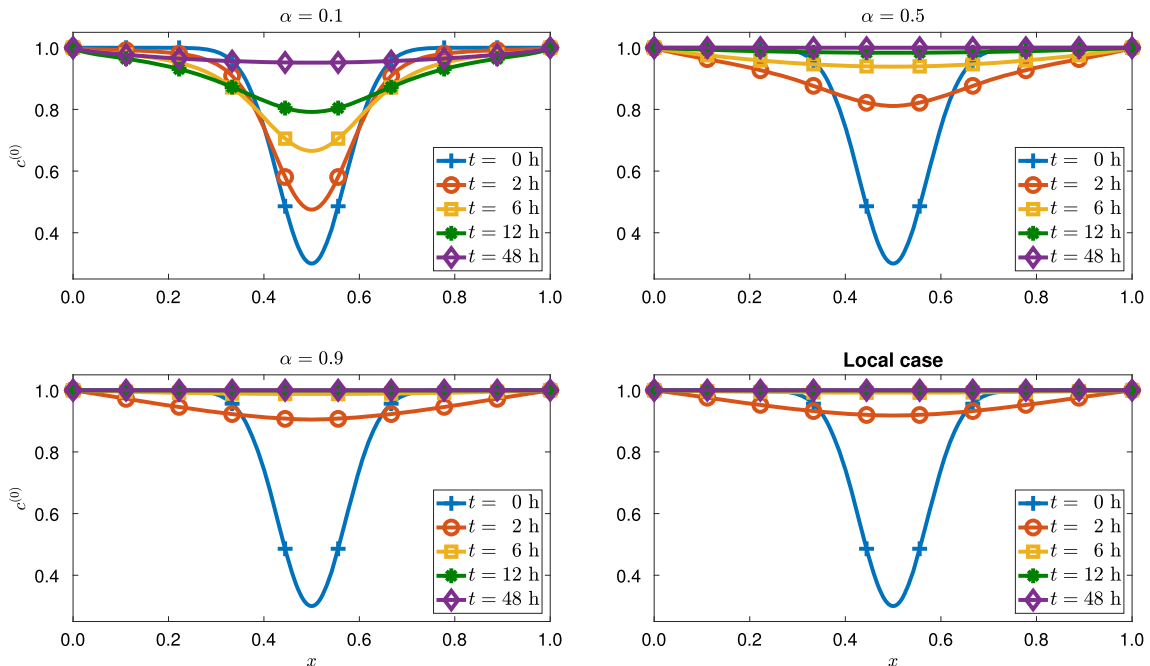 α = 0.1
1.0
0.8
0.6
0.4
c^(0)
t = 0 h
t = 2 h
t = 6 h
t = 12 h
t = 48 h
0.0 0.2 0.4 0.6 0.8 1.0
α = 0.5
1.0
0.8
0.6
0.4
t = 0 h
t = 2 h
t = 6 h
t = 12 h
t = 48 h
0.0 0.2 0.4 0.6 0.8 1.0
α = 0.9
1.0
0.8
0.6
0.4
c^(0)
t = 0 h
t = 2 h
t = 6 h
t = 12 h
t = 48 h
0.0 0.2 0.4 0.6 0.8 1.0
x
Local case
1.0
0.8
0.6
0.4
t = 0 h
t = 2 h
t = 6 h
t = 12 h
t = 48 h
0.0 0.2 0.4 0.6 0.8 1.0
x